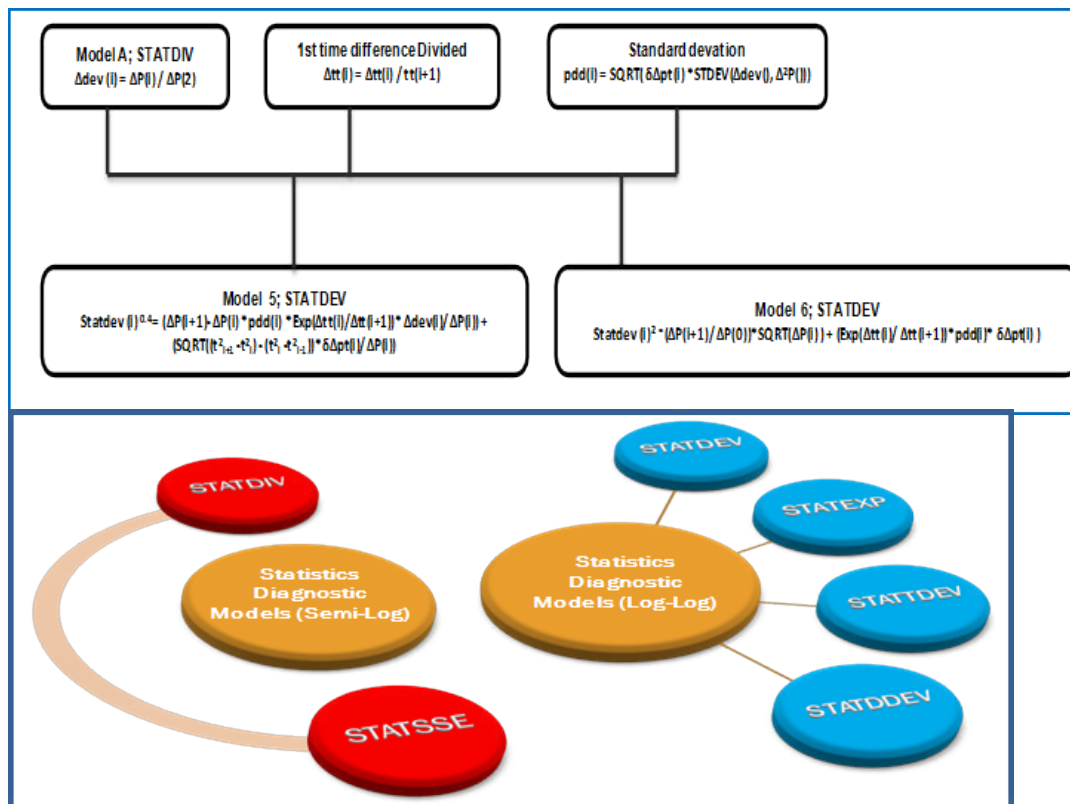 Model A; STATDIV
Δdev (i) = ΔP(i) / ΔP(2)
1st time difference Divided
Δtt(i) = Δtt(i) / tt(i+1)
Standard devation
pdd(i) = SQRT( δΔpt(i) *STDEV(Δdev(), Δ²P()))
Model 5; STATDEV
Statdev (i)^0.4 = (ΔP(i+1)- ΔP(i) *pdd(i) *Exp(Δtt(i)/Δtt(i+1))* Δdev(i)/ΔP(i)) +
(SQRT((t²ᵢ₊₁ -t²ᵢ) - (t²ᵢ -t²ᵢ₋₁))* δΔpt(i)/ ΔP(i))
Model 6; STATDEV
Statdev (i)² * (ΔP(i+1)/ ΔP(0))*SQRT(ΔP(i) ) + (Exp(Δtt(i)/ Δtt(i+1))*pdd(i)* δΔpt(i) )
STATDIV
Statistics
Diagnostic
Models (Semi-Log)
STATSSE
Statistics
Diagnostic
Models (Log-Log)
STATDEV
STATEXP
STATTDEV
STATDDEV